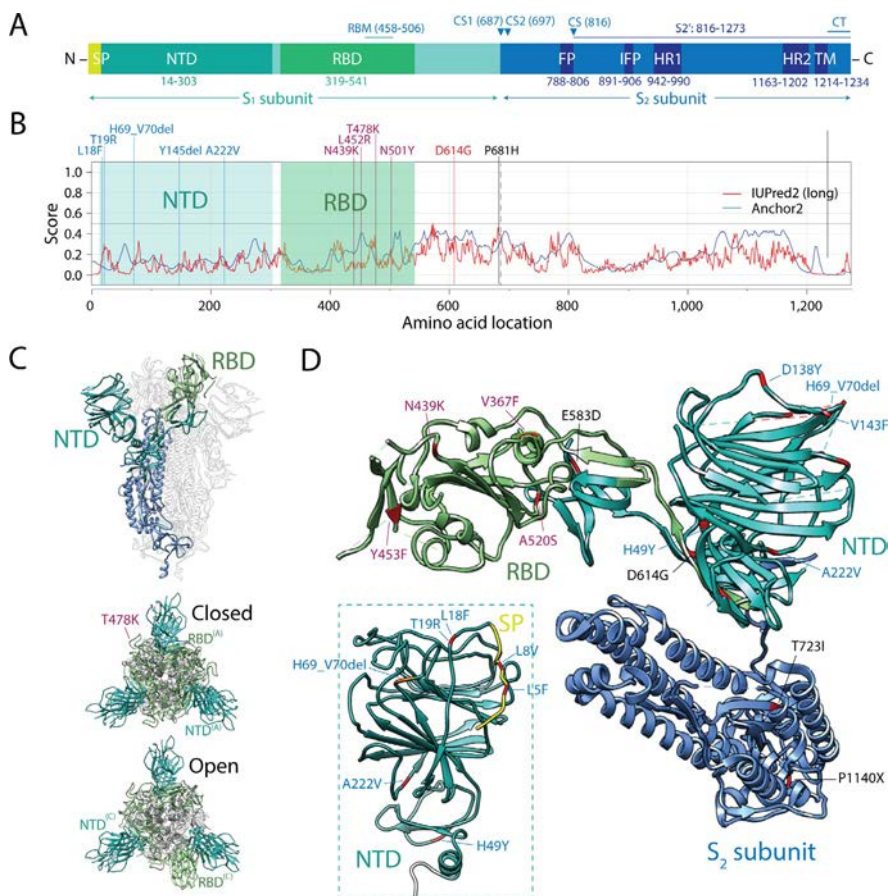 A
RBM (458-506)
CS1 (687)
CS2 (697)
CS (816)
S2': 816-1273
CT
N
SP
NTD
RBD
FP
IFP
HR1
HR2
TM
C
14-303
319-541
788-806
891-906
942-990
1163-1202
1214-1234
S1 subunit
S2 subunit
B
H69_V70del
T478K
T19R
L452R
L18F
Y145del A222V
N439K
N501Y
D614G
P681H
Score
1.0
0.8
0.6
0.4
0.2
0.0
NTD
RBD
IUPred2 (long)
Anchor2
0
200
400
600
800
1,000
1,200
Amino acid location
C
RBD
NTD
Closed
T478K
RBD(A)
NTD(A)
Open
NTD(C)
RBD(C)
D
D138Y
H69_V70del
V143F
N439K
V367F
E583D
NTD
Y453F
A520S
RBD
H49Y
D614G
A222V
L18F
T19R
SP
H69_V70del
L8V
L5F
A222V
H49Y
NTD
T723I
P1140X
S2 subunit